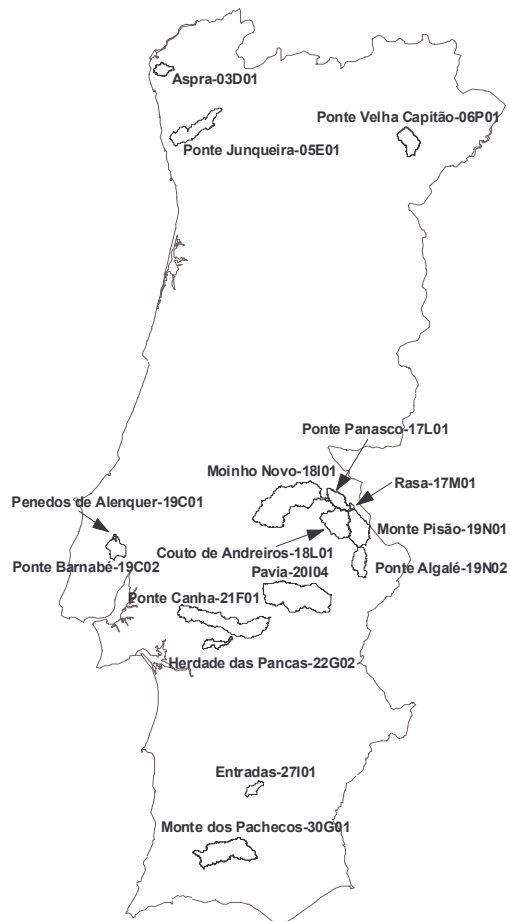 Aspra-03D01
Ponte Velha Capitão-06P01
Ponte Junqueira-05E01
Ponte Panasco-17L01
Moinho Novo-18I01
Rasa-17M01
Penedos de Alenquer-19C01
Monte Pisão-19N01
Couto de Andreiros-18L01
Ponte Barnabé-19C02
Ponte Algalé-19N02
Pavia-20I04
Ponte Canha-21F01
Herdade das Pancas-22G02
Entradas-27I01
Monte dos Pachecos-30G01